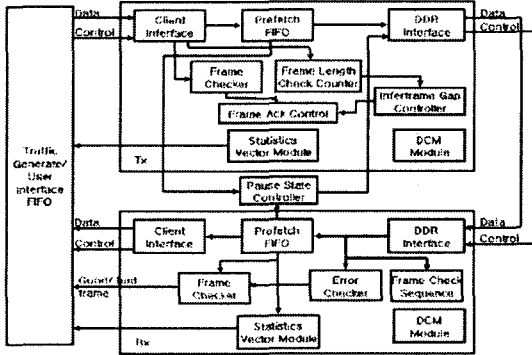 Data
Control
Client
Interface
Prefetch
FIFO
DDR
Interface
Data
Control
Frame
Checker
Frame Length
Check Counter
Interframe Gap
Controller
Frame Ack Control
Statistics
Vector Module
DCM
Module
Tx
Traffic
Generate/
User
Interface
FIFO
Pause State
Controller
Data
Control
Client
Interface
Prefetch
FIFO
DDR
Interface
Data
Control
Good/ bad
frame
Frame
Checker
Error
Checker
Frame Check
Sequence
Statistics
Vector Module
DCM
Module
Rx